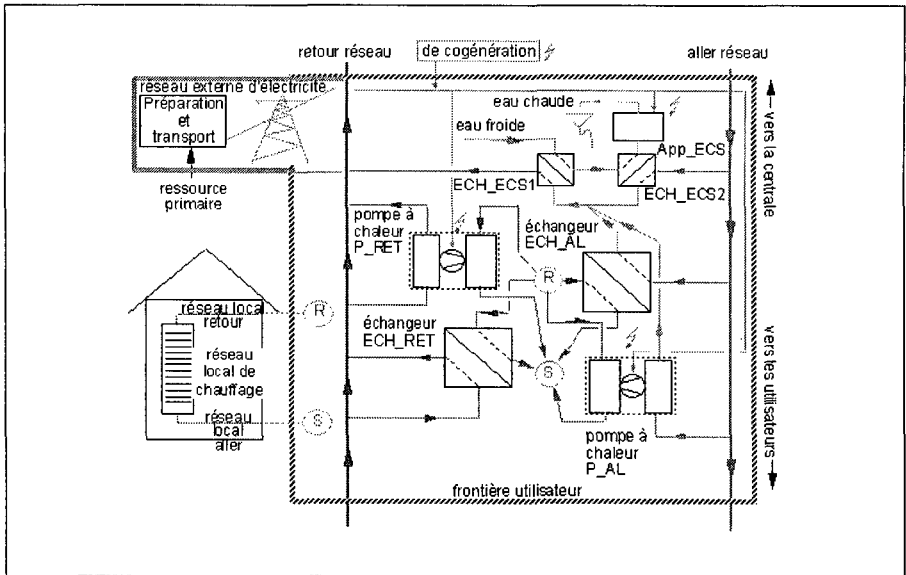 retour réseau
de cogénération
aller réseau
reseau externe d'électricité
Préparation
et
transport
eau chaude
eau froide
App_ECS
ECH_ECS1
ECH_ECS2
ressource
primaire
pompe à
chaleur
P_RET
échangeur
ECH_AL
vers la centrale
R
R
réseau local
retour
échangeur
ECH_RET
réseau
local de
chauffage
S
S
réseau
local
aller
pompe à
chaleur
P_AL
vers les utilisateurs
frontière utilisateur